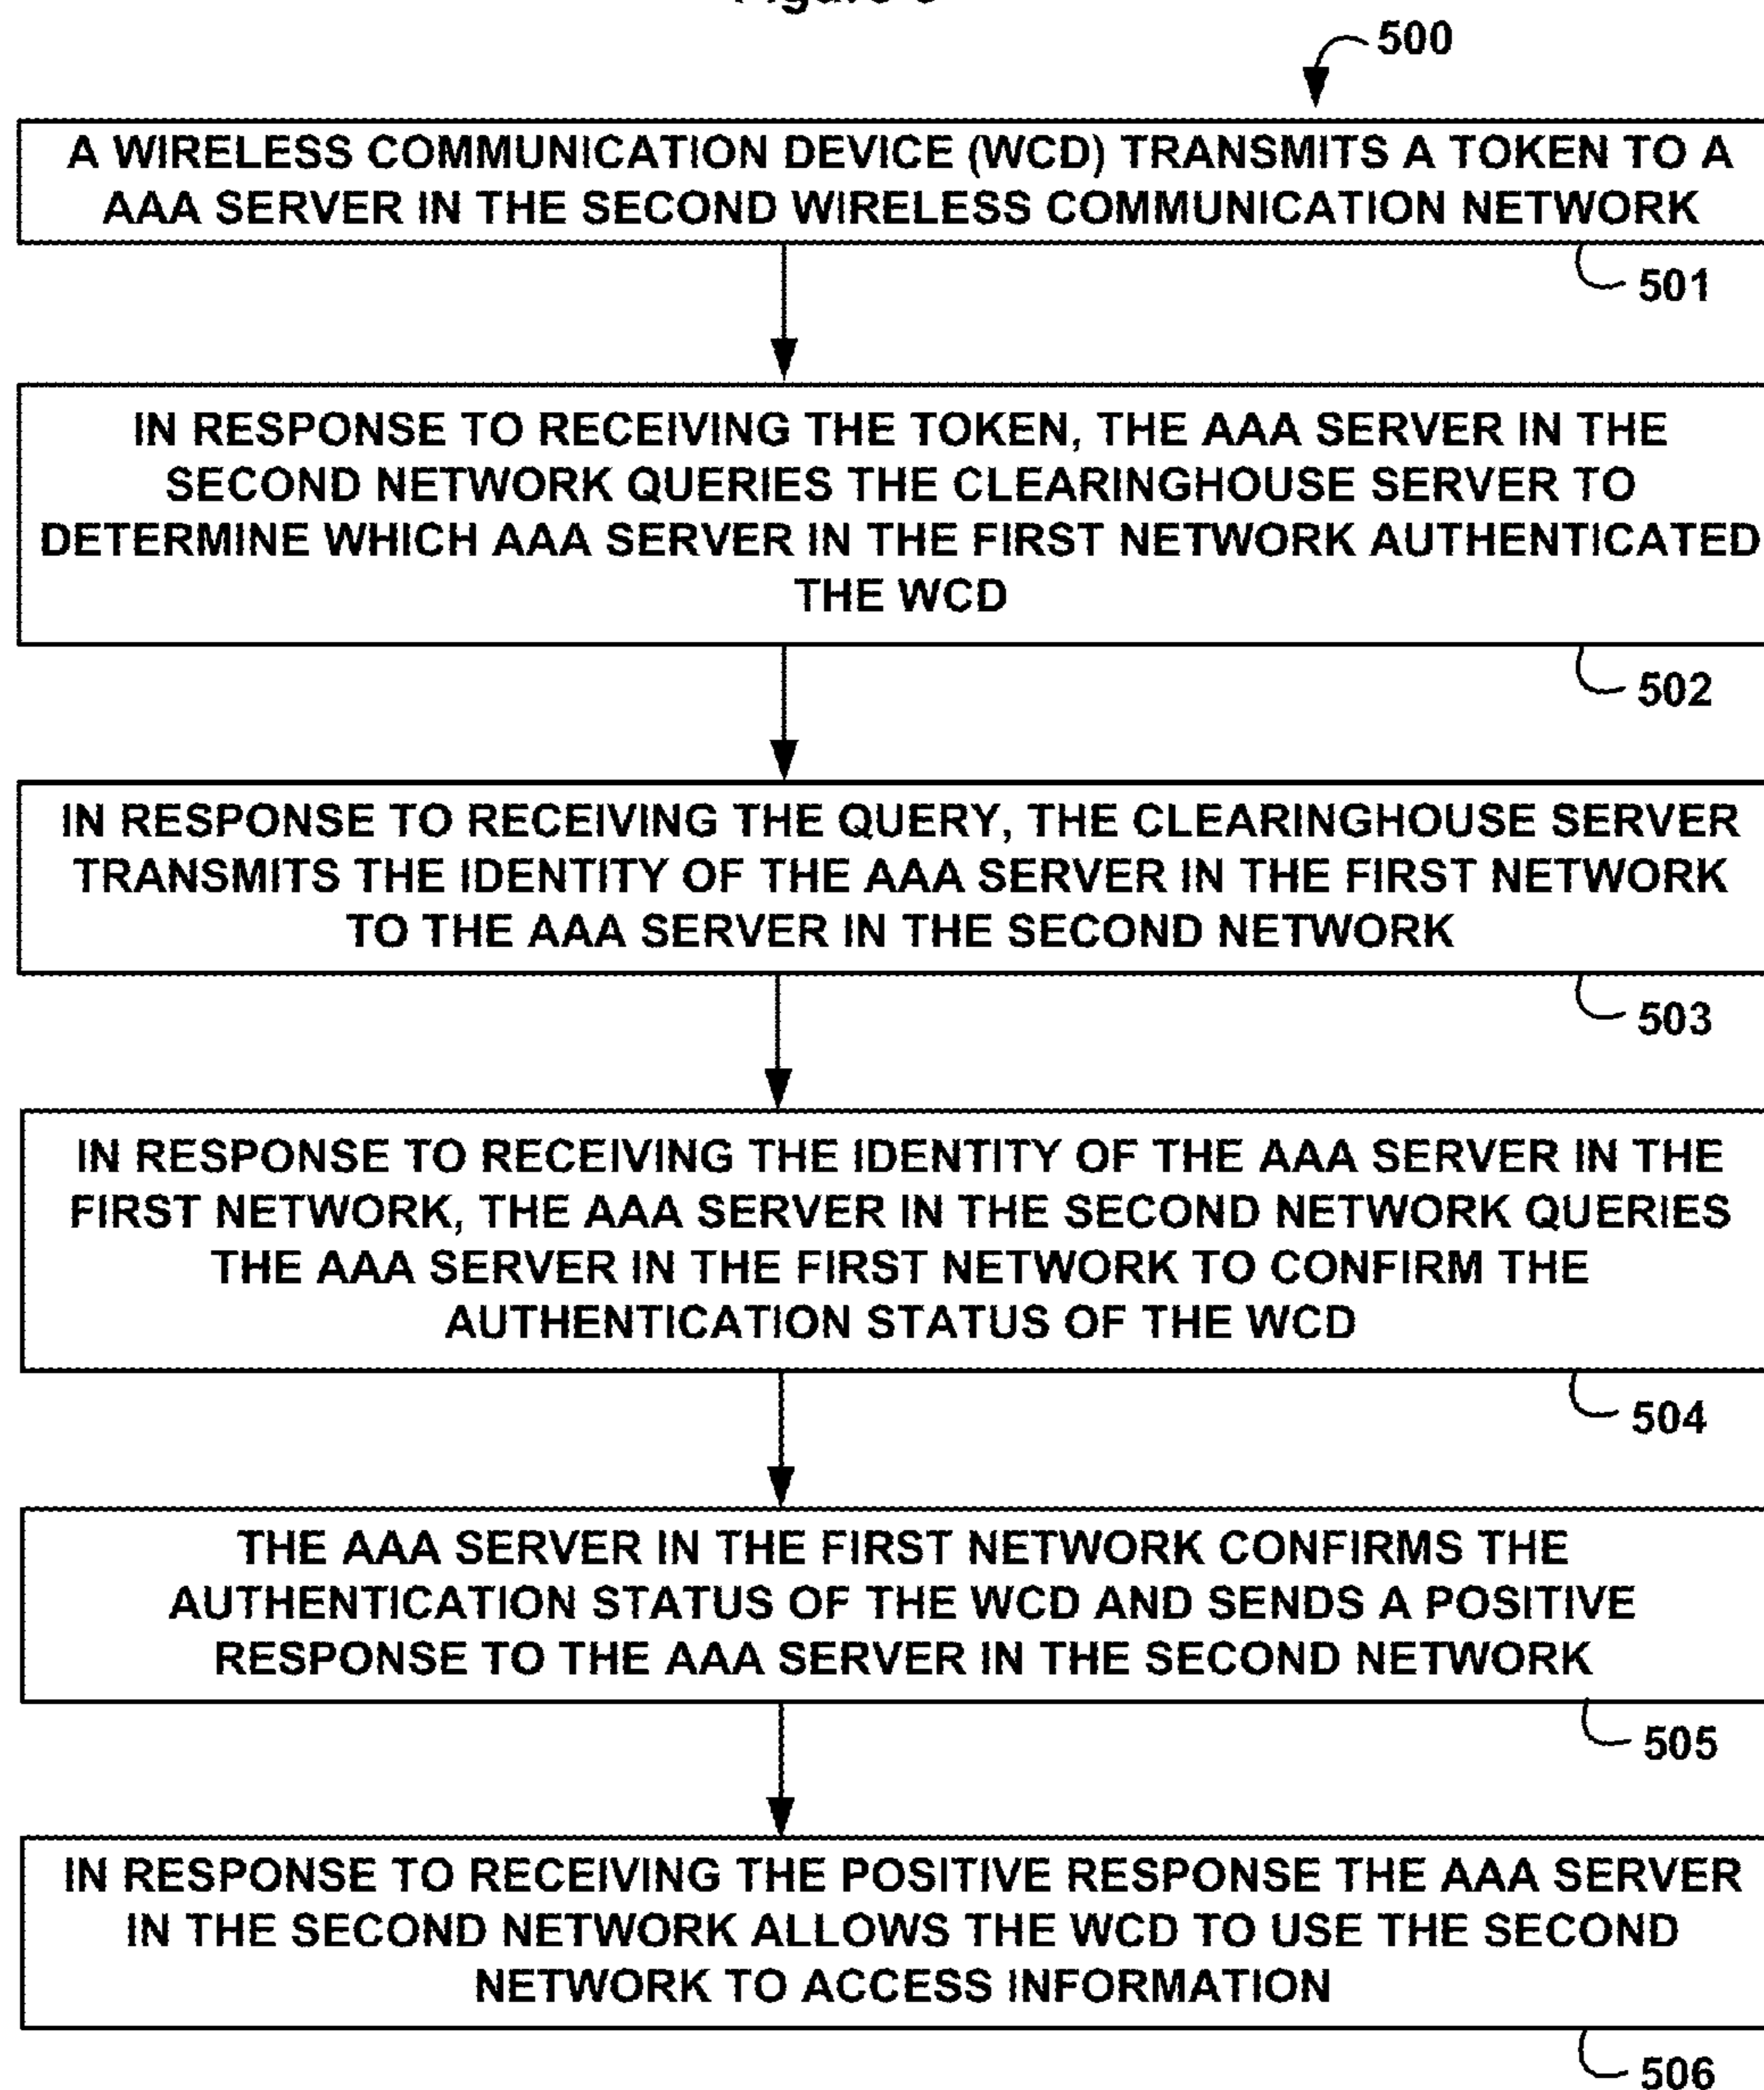 500
A WIRELESS COMMUNICATION DEVICE (WCD) TRANSMITS A TOKEN TO A
AAA SERVER IN THE SECOND WIRELESS COMMUNICATION NETWORK
501
IN RESPONSE TO RECEIVING THE TOKEN, THE AAA SERVER IN THE
SECOND NETWORK QUERIES THE CLEARINGHOUSE SERVER TO
DETERMINE WHICH AAA SERVER IN THE FIRST NETWORK AUTHENTICATED
THE WCD
502
IN RESPONSE TO RECEIVING THE QUERY, THE CLEARINGHOUSE SERVER
TRANSMITS THE IDENTITY OF THE AAA SERVER IN THE FIRST NETWORK
TO THE AAA SERVER IN THE SECOND NETWORK
503
IN RESPONSE TO RECEIVING THE IDENTITY OF THE AAA SERVER IN THE
FIRST NETWORK, THE AAA SERVER IN THE SECOND NETWORK QUERIES
THE AAA SERVER IN THE FIRST NETWORK TO CONFIRM THE
AUTHENTICATION STATUS OF THE WCD
504
THE AAA SERVER IN THE FIRST NETWORK CONFIRMS THE
AUTHENTICATION STATUS OF THE WCD AND SENDS A POSITIVE
RESPONSE TO THE AAA SERVER IN THE SECOND NETWORK
505
IN RESPONSE TO RECEIVING THE POSITIVE RESPONSE THE AAA SERVER
IN THE SECOND NETWORK ALLOWS THE WCD TO USE THE SECOND
NETWORK TO ACCESS INFORMATION
506